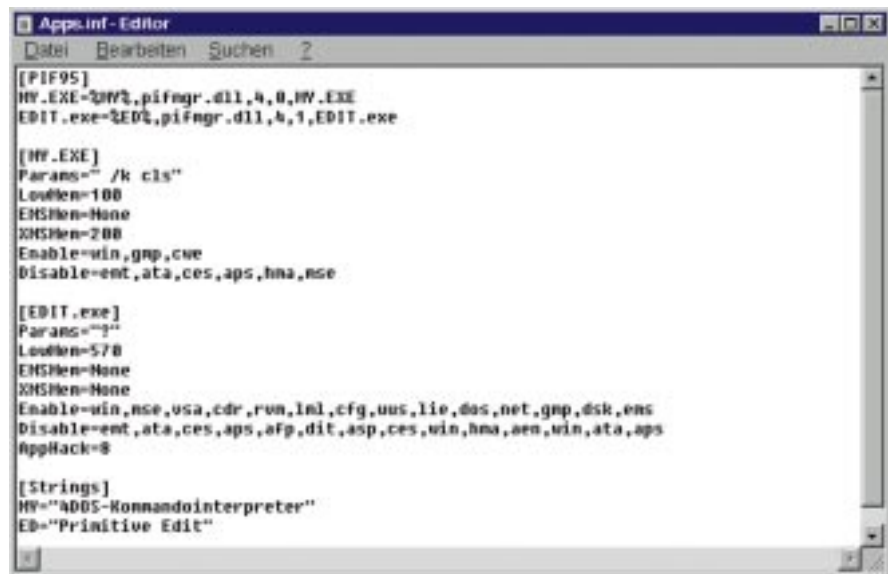 Apps.inf - Editor
Datei Bearbeiten Suchen ?
[PIF95]
MY.EXE=%MY%,pifmgr.dll,4,0,MY.EXE
EDIT.exe=%ED%,pifmgr.dll,4,1,EDIT.exe
[MY.EXE]
Params=" /k cls"
LowMem=100
EMSMem=None
XMSMem=200
Enable=win,gmp,cwe
Disable=emt,ata,ces,aps,hma,mse
[EDIT.exe]
Params="?"
LowMem=570
EMSMem=None
XMSMem=None
Enable=win,mse,vsa,cdr,rvm,lml,cfg,uus,lie,dos,net,gmp,dsk,ems
Disable=emt,ata,ces,aps,afp,dit,asp,ces,win,hma,aen,win,ata,aps
AppHack=8
[Strings]
MY="4DOS-Kommandointerpreter"
ED="Primitive Edit"